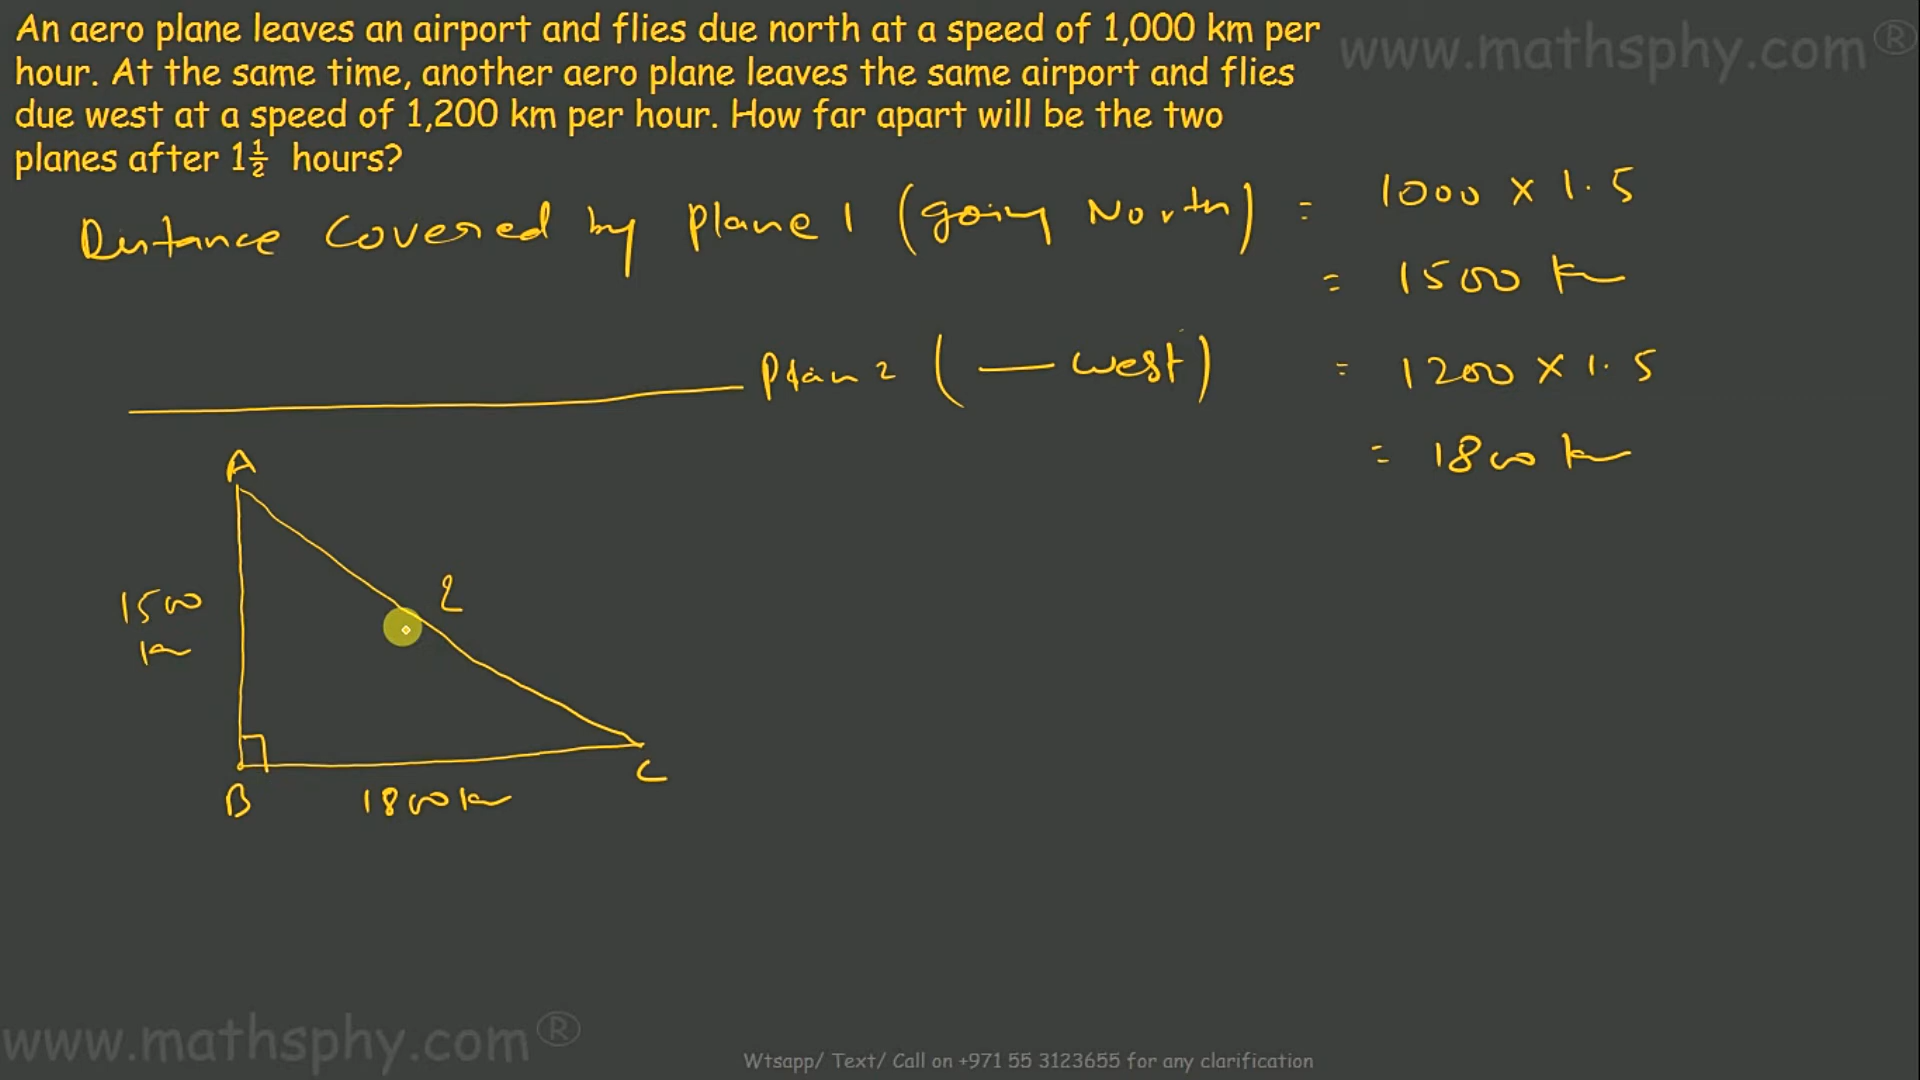 An aero plane leaves an airport and flies due north at a speed of 1,000 km per
hour. At the same time, another aero plane leaves the same airport and flies
due west at a speed of 1,200 km per hour. How far apart will be the two
planes after 1½ hours?
www.mathsphy.com®
Distance Covered by Plane 1 (going North) = 1000 × 1.5
= 1500 km
Plan 2 ( — west) = 1200 × 1.5
= 1800 km
A
1500
km
B
1800 km
C
www.mathsphy.com®
Wtsapp/ Text/ Call on +971 55 3123655 for any clarification